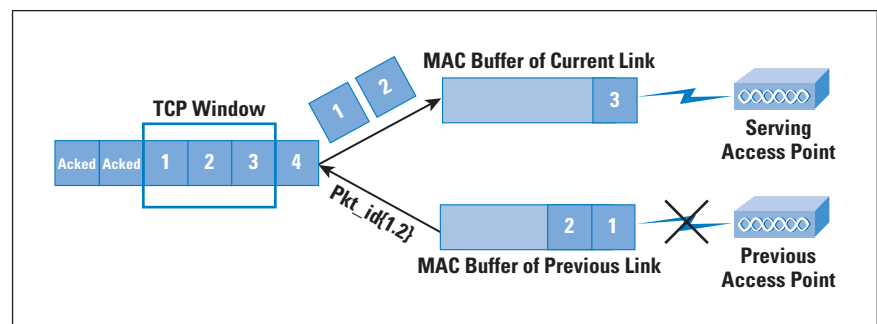 MAC Buffer of Current Link
1 2
3
TCP Window
Serving
Access Point
Acked Acked 1 2 3 4
Pkt_id{1.2}
2 1
MAC Buffer of Previous Link
Previous
Access Point